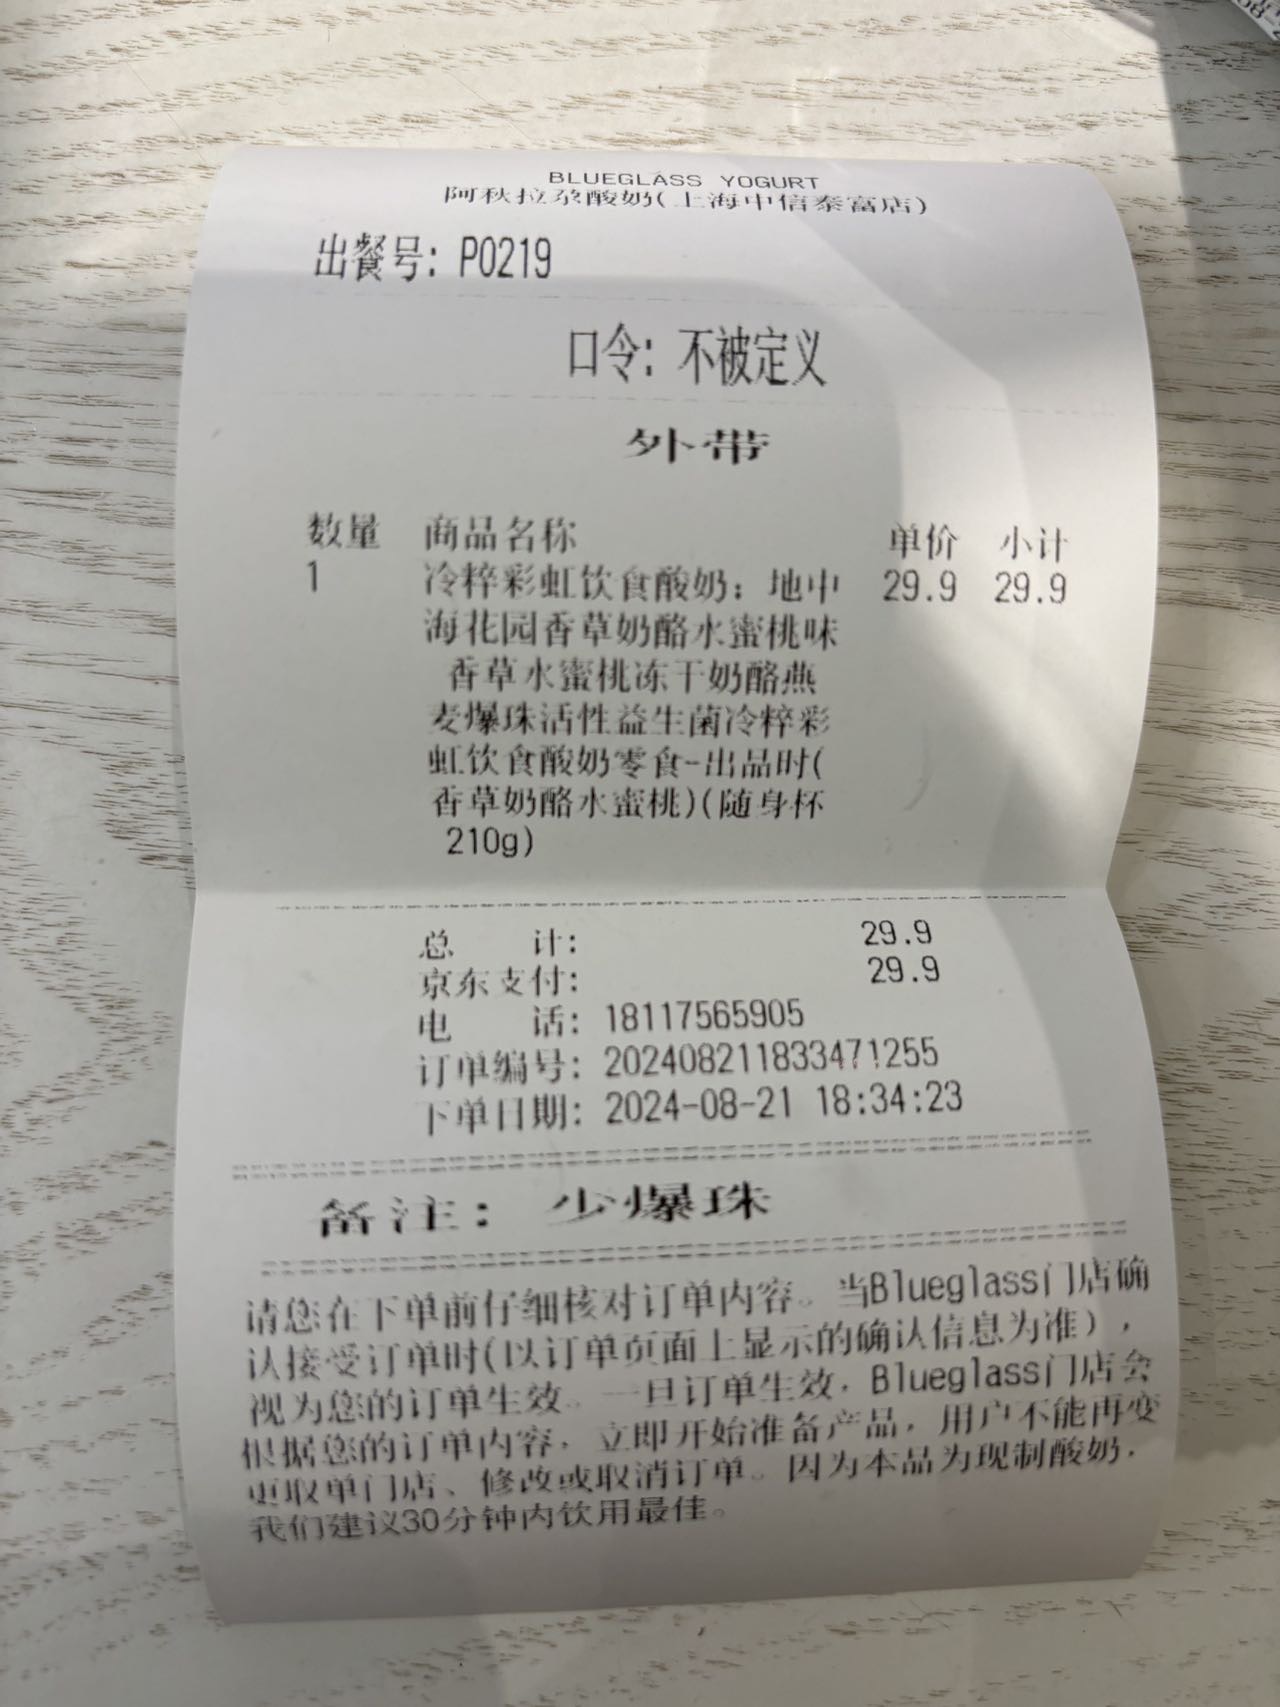 BLUEGLASS YOGURT
阿秋拉尕酸奶(上海中信泰富店)
出餐号: P0219
口令: 不被定义
外带
数量 商品名称 单价 小计
1 冷粹彩虹饮食酸奶: 地中 29.9 29.9
海花园香草奶酪水蜜桃味
香草水蜜桃冻干奶酪燕
麦爆珠活性益生菌冷粹彩
虹饮食酸奶零食-出品时(
香草奶酪水蜜桃)(随身杯
210g)
总 计: 29.9
京东支付: 29.9
电 话: 18117565905
订单编号: 202408211833471255
下单日期: 2024-08-21 18:34:23
备注: 少爆珠
请您在下单前仔细核对订单内容。当Blueglass门店确
认接受订单时(以订单页面上显示的确认信息为准),
视为您的订单生效。一旦订单生效,Blueglass门店会
根据您的订单内容,立即开始准备产品,用户不能再变
更取单门店、修改或取消订单。因为本品为现制酸奶,
我们建议30分钟内饮用最佳。